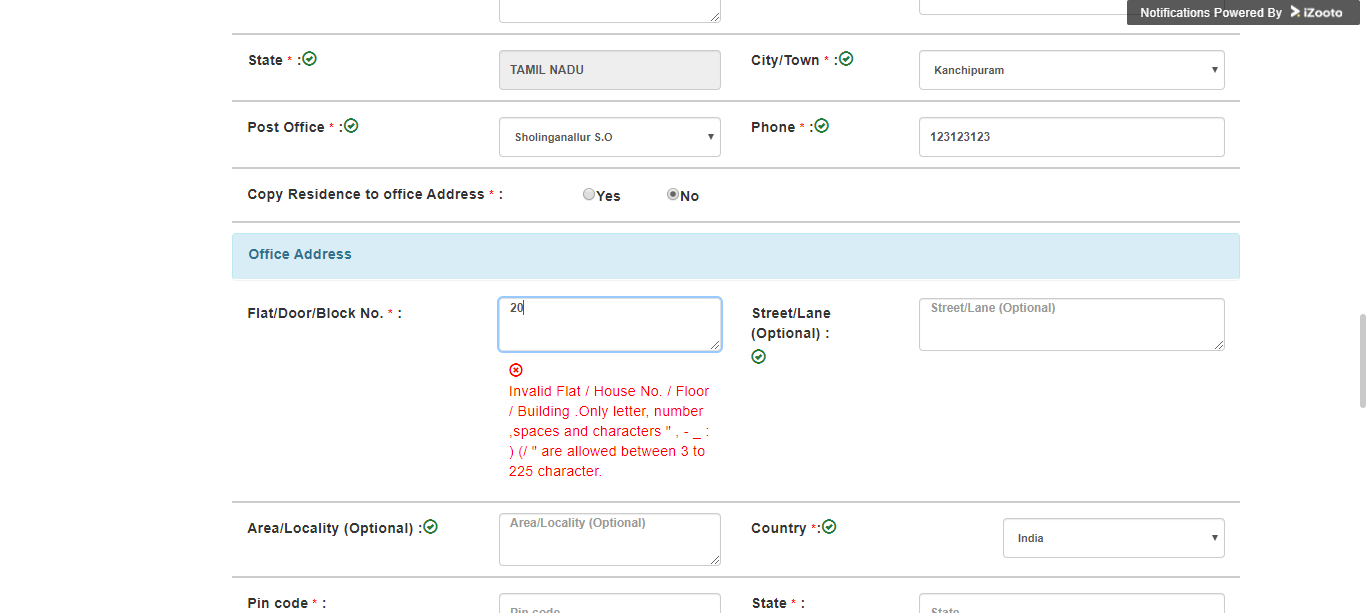 Notifications Powered By iZooto
State * :
TAMIL NADU
City/Town * :
Kanchipuram
Post Office * :
Sholinganallur S.O
Phone * :
123123123
Copy Residence to office Address * :
Yes
No
Office Address
Flat/Door/Block No. * :
20
Street/Lane
(Optional) :
Street/Lane (Optional)
Invalid Flat / House No. / Floor
/ Building .Only letter, number
,spaces and characters " , - _ :
) (/ " are allowed between 3 to
225 character.
Area/Locality (Optional) :
Area/Locality (Optional)
Country *:
India
Pin code * :
Pin code
State * :
State